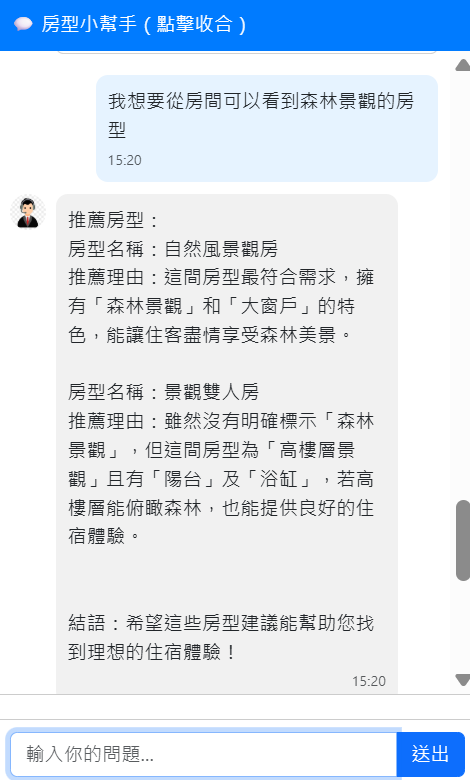 房型小幫手（點擊收合）
我想要從房間可以看到森林景觀的房
型
15:20
推薦房型：
房型名稱：自然風景觀房
推薦理由：這間房型最符合需求，擁
有「森林景觀」和「大窗戶」的特
色，能讓住客盡情享受森林美景。
房型名稱：景觀雙人房
推薦理由：雖然沒有明確標示「森林
景觀」，但這間房型為「高樓層景
觀」且有「陽台」及「浴缸」，若高
樓層能俯瞰森林，也能提供良好的住
宿體驗。
結語：希望這些房型建議能幫助您找
到理想的住宿體驗！
15:20
輸入你的問題...
送出